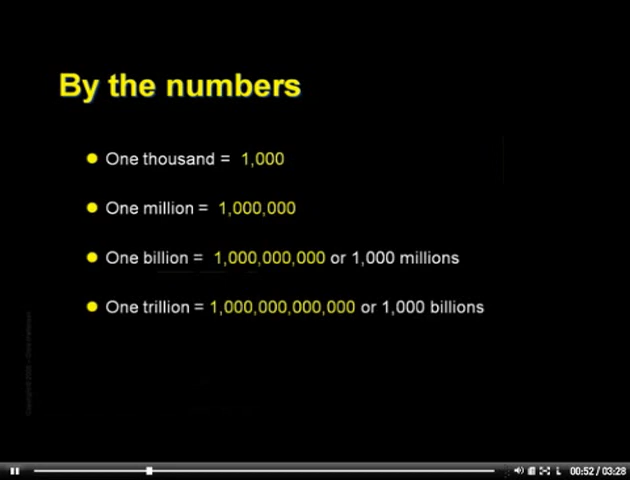 By the numbers
One thousand = 1,000
One million = 1,000,000
One billion = 1,000,000,000 or 1,000 millions
One trillion = 1,000,000,000,000 or 1,000 billions
00:52 / 03:28